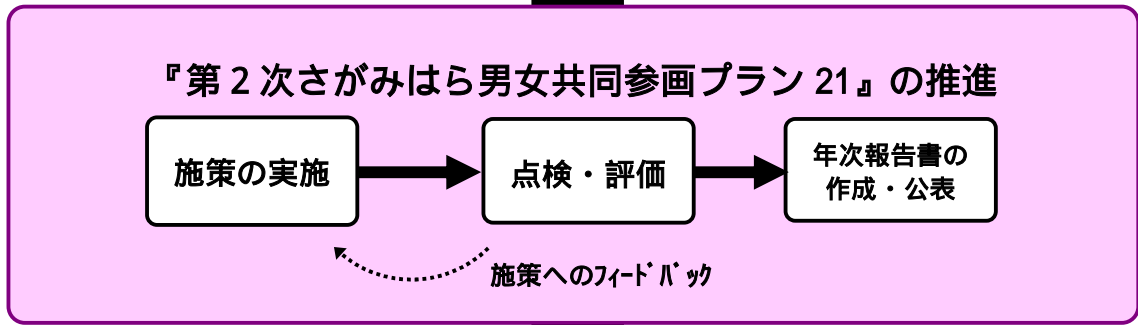 『第２次さがみはら男女共同参画プラン 21』の推進
施策の実施
点検・評価
年次報告書の
作成・公表
施策へのﾌｨｰﾄﾞﾊﾞｯｸ